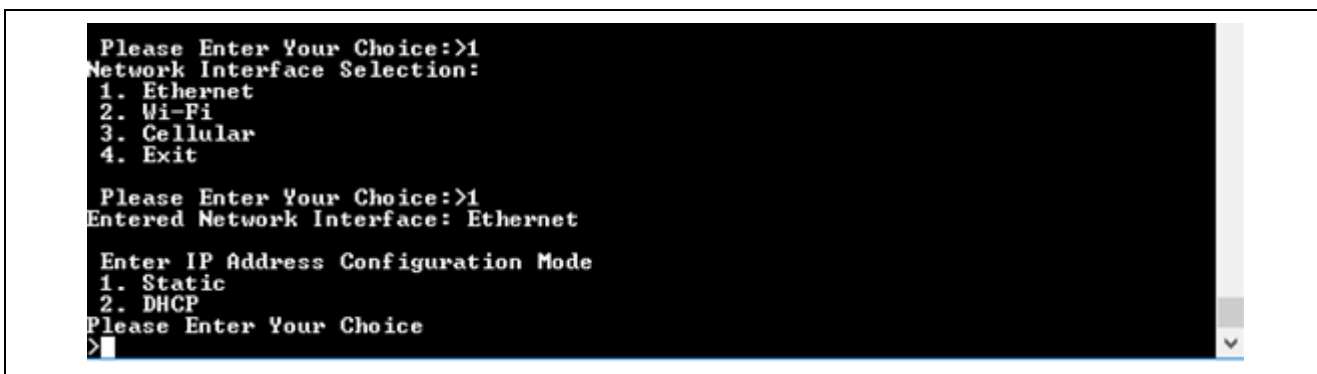 Please Enter Your Choice:>1
Network Interface Selection:
1. Ethernet
2. Wi-Fi
3. Cellular
4. Exit
Please Enter Your Choice:>1
Entered Network Interface: Ethernet
Enter IP Address Configuration Mode
1. Static
2. DHCP
Please Enter Your Choice
>